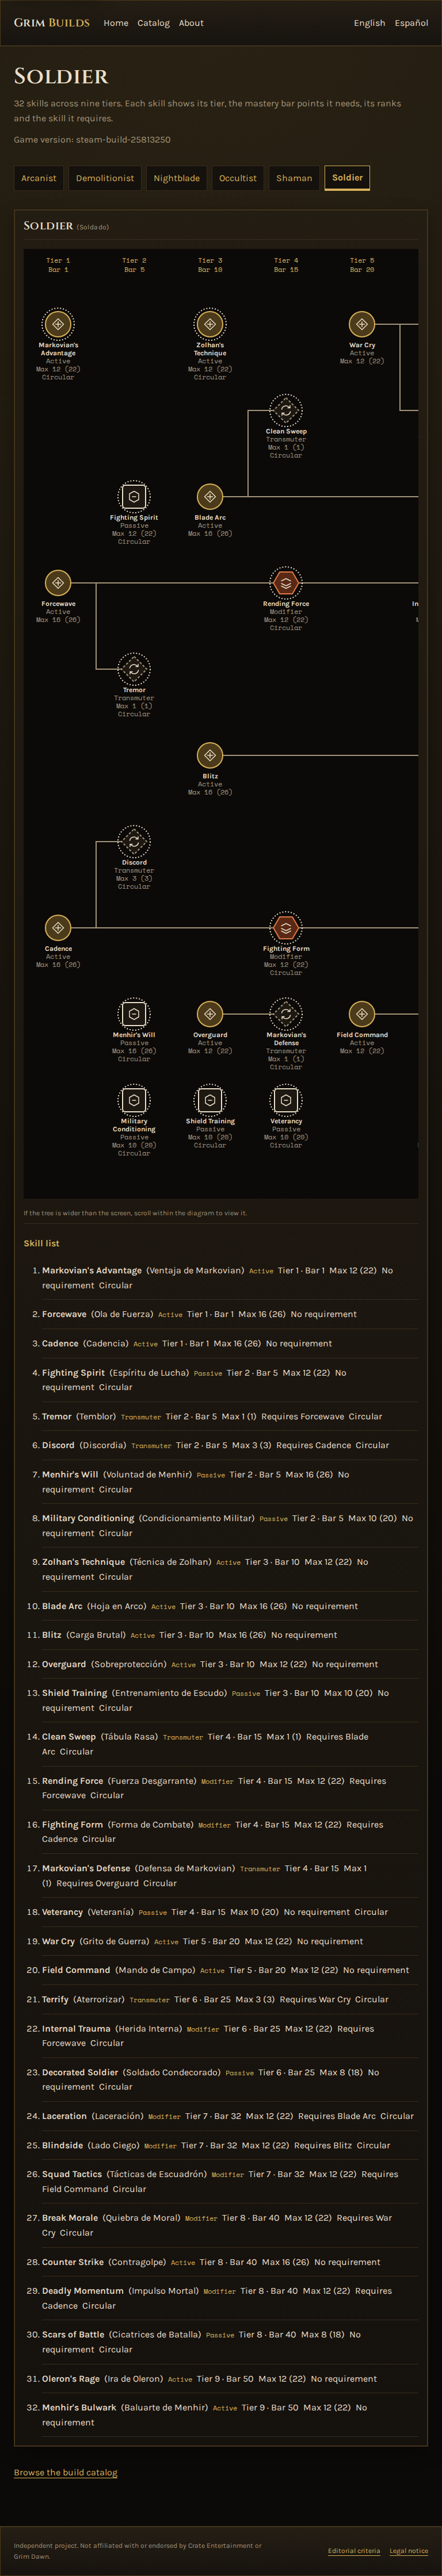 Grim Builds Home Catalog About English Español
Soldier
32 skills across nine tiers. Each skill shows its tier, the mastery bar points it needs, its ranks
and the skill it requires.
Game version: steam-build-25813250
Arcanist Demolitionist Nightblade Occultist Shaman Soldier
Soldier (Soldado)
Tier 1 Tier 2 Tier 3 Tier 4 Tier 5
Bar 1 Bar 5 Bar 10 Bar 15 Bar 20
Markovian's
Advantage
Active
Max 12 (22)
Circular
Zolhan's
Technique
Active
Max 12 (22)
Circular
War Cry
Active
Max 12 (22)
Clean Sweep
Transmuter
Max 1 (1)
Circular
Fighting Spirit
Passive
Max 12 (22)
Circular
Blade Arc
Active
Max 16 (26)
Forcewave
Active
Max 16 (26)
Rending Force
Modifier
Max 12 (22)
Circular
In
Tremor
Transmuter
Max 1 (1)
Circular
Blitz
Active
Max 16 (26)
Discord
Transmuter
Max 3 (3)
Circular
Cadence
Active
Max 16 (26)
Fighting Form
Modifier
Max 12 (22)
Circular
Menhir's Will
Passive
Max 16 (26)
Circular
Overguard
Active
Max 12 (22)
Markovian's
Defense
Transmuter
Max 1 (1)
Circular
Field Command
Active
Max 12 (22)
Military
Conditioning
Passive
Max 10 (20)
Circular
Shield Training
Passive
Max 10 (20)
Circular
Veterancy
Passive
Max 10 (20)
Circular
If the tree is wider than the screen, scroll within the diagram to view it.
Skill list
1. Markovian's Advantage (Ventaja de Markovian) Active Tier 1 · Bar 1 Max 12 (22) No
requirement Circular
2. Forcewave (Ola de Fuerza) Active Tier 1 · Bar 1 Max 16 (26) No requirement
3. Cadence (Cadencia) Active Tier 1 · Bar 1 Max 16 (26) No requirement
4. Fighting Spirit (Espíritu de Lucha) Passive Tier 2 · Bar 5 Max 12 (22) No
requirement Circular
5. Tremor (Temblor) Transmuter Tier 2 · Bar 5 Max 1 (1) Requires Forcewave Circular
6. Discord (Discordia) Transmuter Tier 2 · Bar 5 Max 3 (3) Requires Cadence Circular
7. Menhir's Will (Voluntad de Menhir) Passive Tier 2 · Bar 5 Max 16 (26) No
requirement Circular
8. Military Conditioning (Condicionamiento Militar) Passive Tier 2 · Bar 5 Max 10 (20) No
requirement Circular
9. Zolhan's Technique (Técnica de Zolhan) Active Tier 3 · Bar 10 Max 12 (22) No
requirement Circular
10. Blade Arc (Hoja en Arco) Active Tier 3 · Bar 10 Max 16 (26) No requirement
11. Blitz (Carga Brutal) Active Tier 3 · Bar 10 Max 16 (26) No requirement
12. Overguard (Sobreprotección) Active Tier 3 · Bar 10 Max 12 (22) No requirement
13. Shield Training (Entrenamiento de Escudo) Passive Tier 3 · Bar 10 Max 10 (20) No
requirement Circular
14. Clean Sweep (Tábula Rasa) Transmuter Tier 4 · Bar 15 Max 1 (1) Requires Blade
Arc Circular
15. Rending Force (Fuerza Desgarrante) Modifier Tier 4 · Bar 15 Max 12 (22) Requires
Forcewave Circular
16. Fighting Form (Forma de Combate) Modifier Tier 4 · Bar 15 Max 12 (22) Requires
Cadence Circular
17. Markovian's Defense (Defensa de Markovian) Transmuter Tier 4 · Bar 15 Max 1
(1) Requires Overguard Circular
18. Veterancy (Veteranía) Passive Tier 4 · Bar 15 Max 10 (20) No requirement Circular
19. War Cry (Grito de Guerra) Active Tier 5 · Bar 20 Max 12 (22) No requirement
20. Field Command (Mando de Campo) Active Tier 5 · Bar 20 Max 12 (22) No requirement
21. Terrify (Aterrorizar) Transmuter Tier 6 · Bar 25 Max 3 (3) Requires War Cry Circular
22. Internal Trauma (Herida Interna) Modifier Tier 6 · Bar 25 Max 12 (22) Requires
Forcewave Circular
23. Decorated Soldier (Soldado Condecorado) Passive Tier 6 · Bar 25 Max 8 (18) No
requirement Circular
24. Laceration (Laceración) Modifier Tier 7 · Bar 32 Max 12 (22) Requires Blade Arc Circular
25. Blindside (Lado Ciego) Modifier Tier 7 · Bar 32 Max 12 (22) Requires Blitz Circular
26. Squad Tactics (Tácticas de Escuadrón) Modifier Tier 7 · Bar 32 Max 12 (22) Requires
Field Command Circular
27. Break Morale (Quiebra de Moral) Modifier Tier 8 · Bar 40 Max 12 (22) Requires War
Cry Circular
28. Counter Strike (Contragolpe) Active Tier 8 · Bar 40 Max 16 (26) No requirement
29. Deadly Momentum (Impulso Mortal) Modifier Tier 8 · Bar 40 Max 12 (22) Requires
Cadence Circular
30. Scars of Battle (Cicatrices de Batalla) Passive Tier 8 · Bar 40 Max 8 (18) No
requirement Circular
31. Oleron's Rage (Ira de Oleron) Active Tier 9 · Bar 50 Max 12 (22) No requirement
32. Menhir's Bulwark (Baluarte de Menhir) Active Tier 9 · Bar 50 Max 12 (22) No
requirement
Browse the build catalog
Independent project. Not affiliated with or endorsed by Crate Entertainment or
Grim Dawn.
Editorial criteria Legal notice